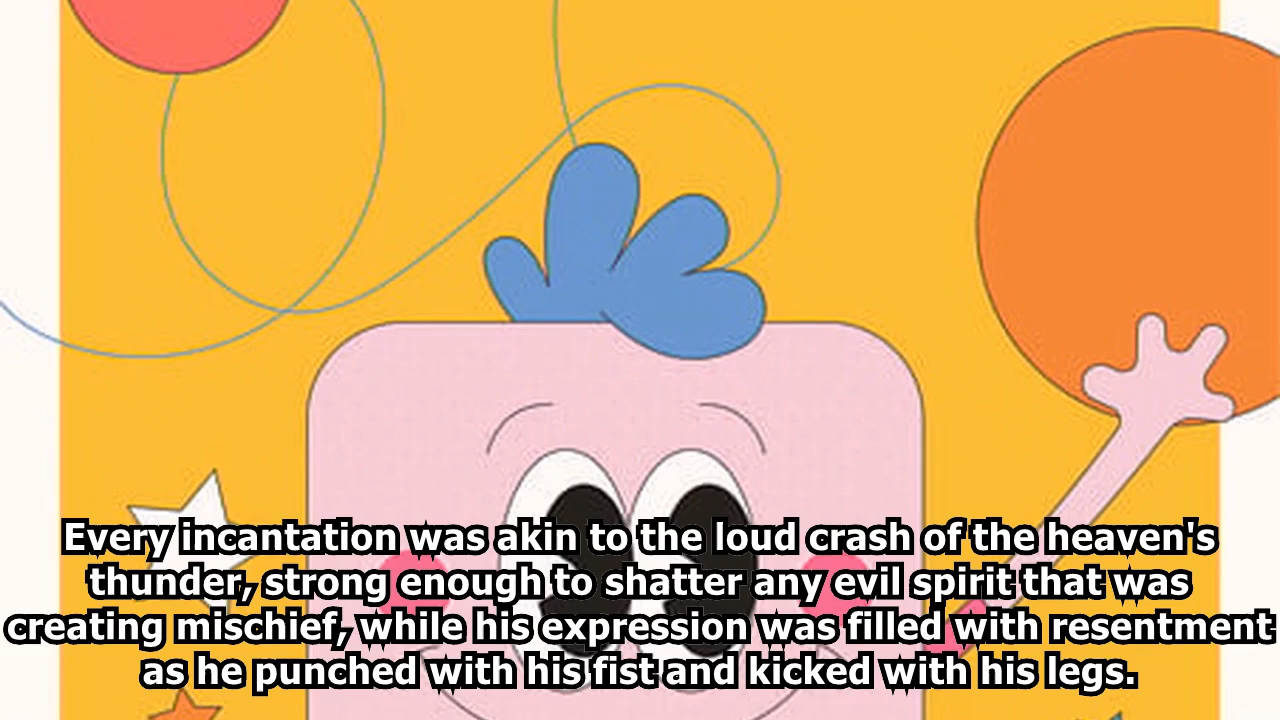 Every incantation was akin to the loud crash of the heaven's
thunder, strong enough to shatter any evil spirit that was
creating mischief, while his expression was filled with resentment
as he punched with his fist and kicked with his legs.